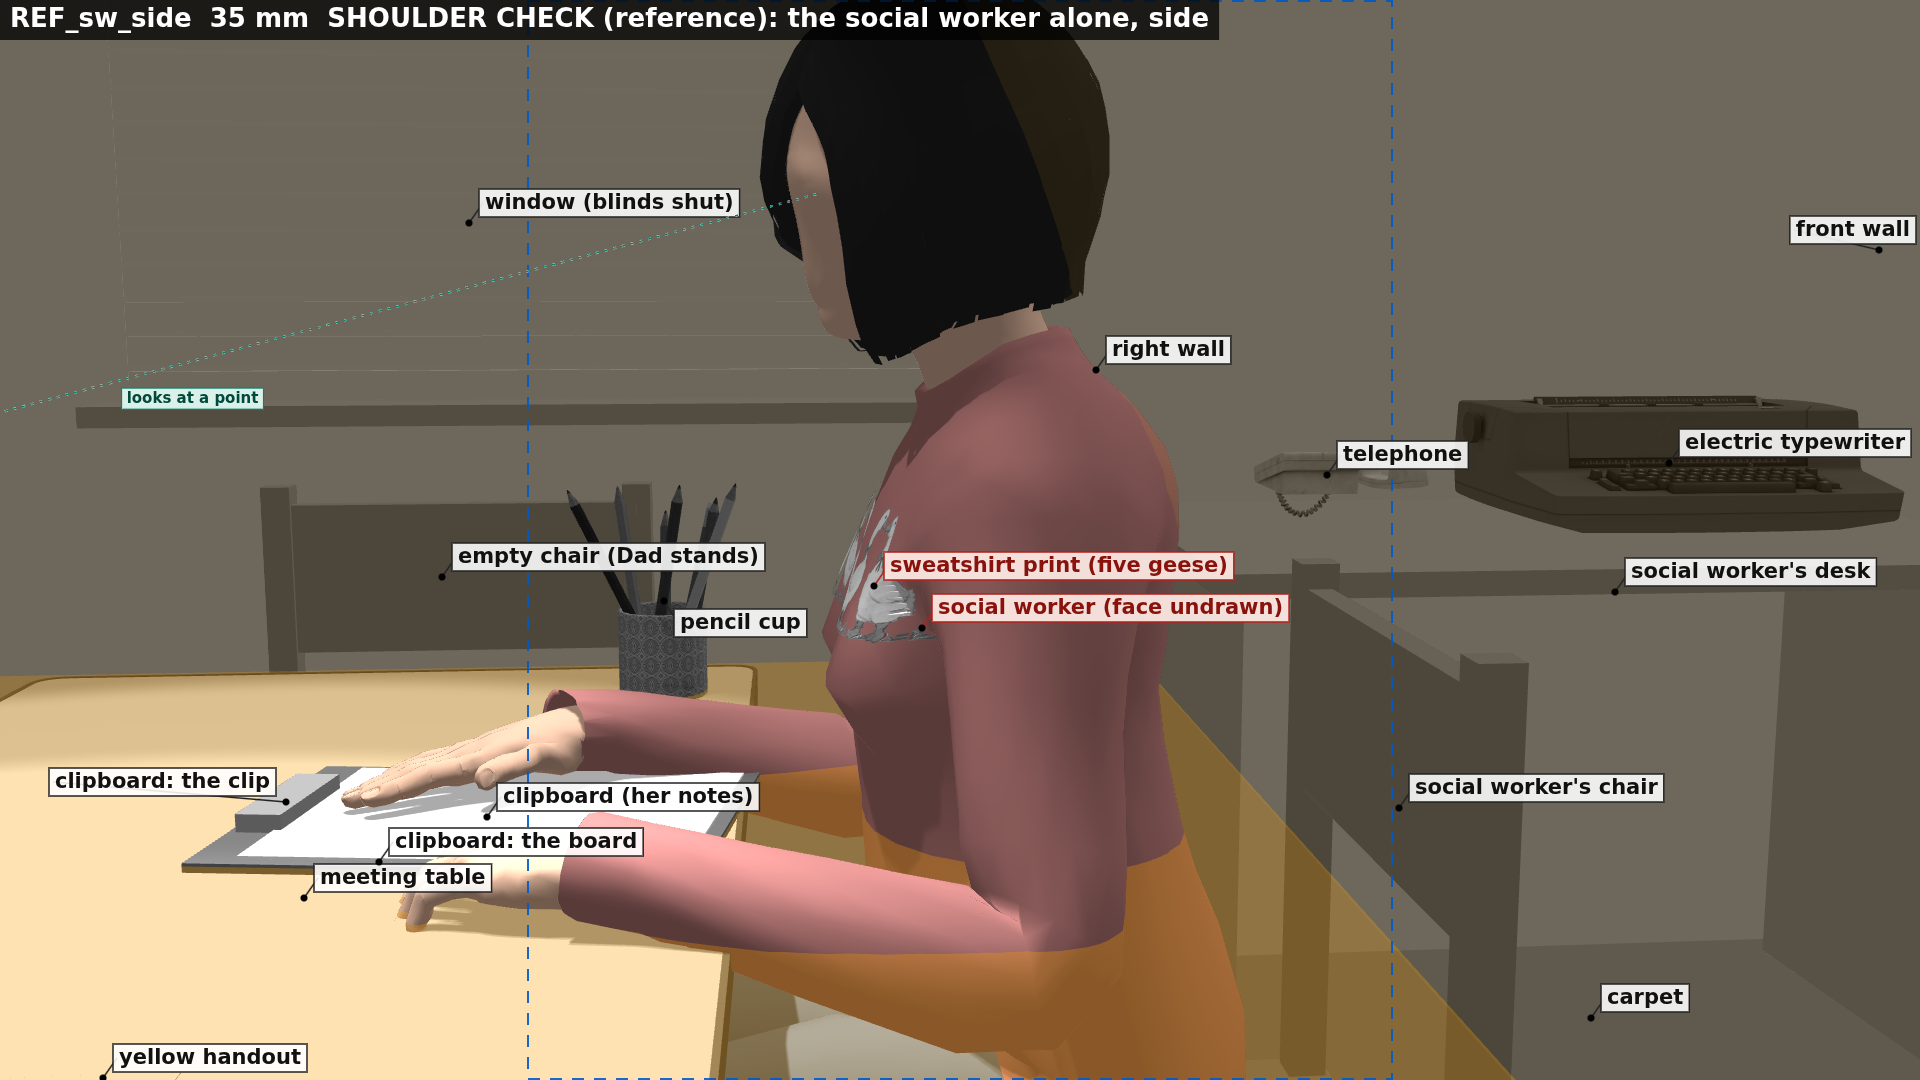 REF_sw_side 35 mm SHOULDER CHECK (reference): the social worker alone, side
window (blinds shut)
front wall
right wall
looks at a point
electric typewriter
telephone
empty chair (Dad stands)
sweatshirt print (five geese)
social worker's desk
social worker (face undrawn)
pencil cup
clipboard: the clip
social worker's chair
clipboard (her notes)
clipboard: the board
meeting table
carpet
yellow handout